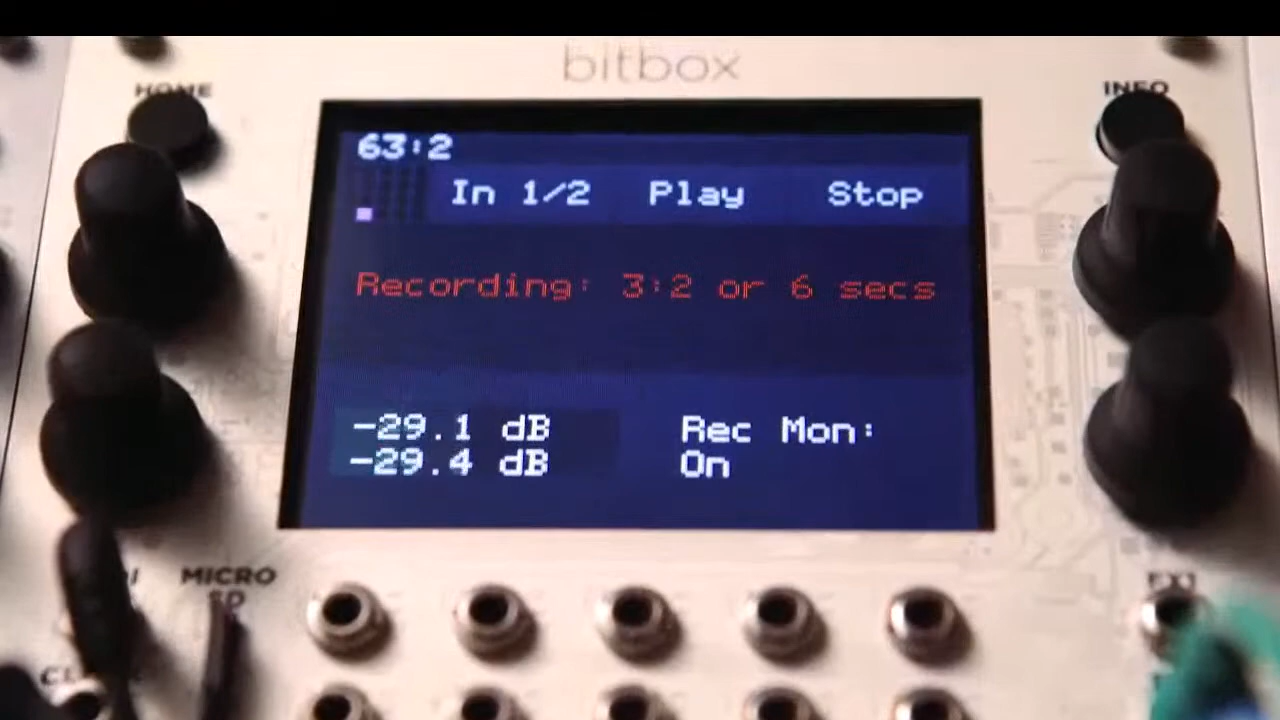 bitbox
HOME
INFO
63:2
In 1/2 Play Stop
Recording: 3:2 or 6 secs
-29.1 dB
-29.4 dB
Rec Mon:
On
MICRO
SD